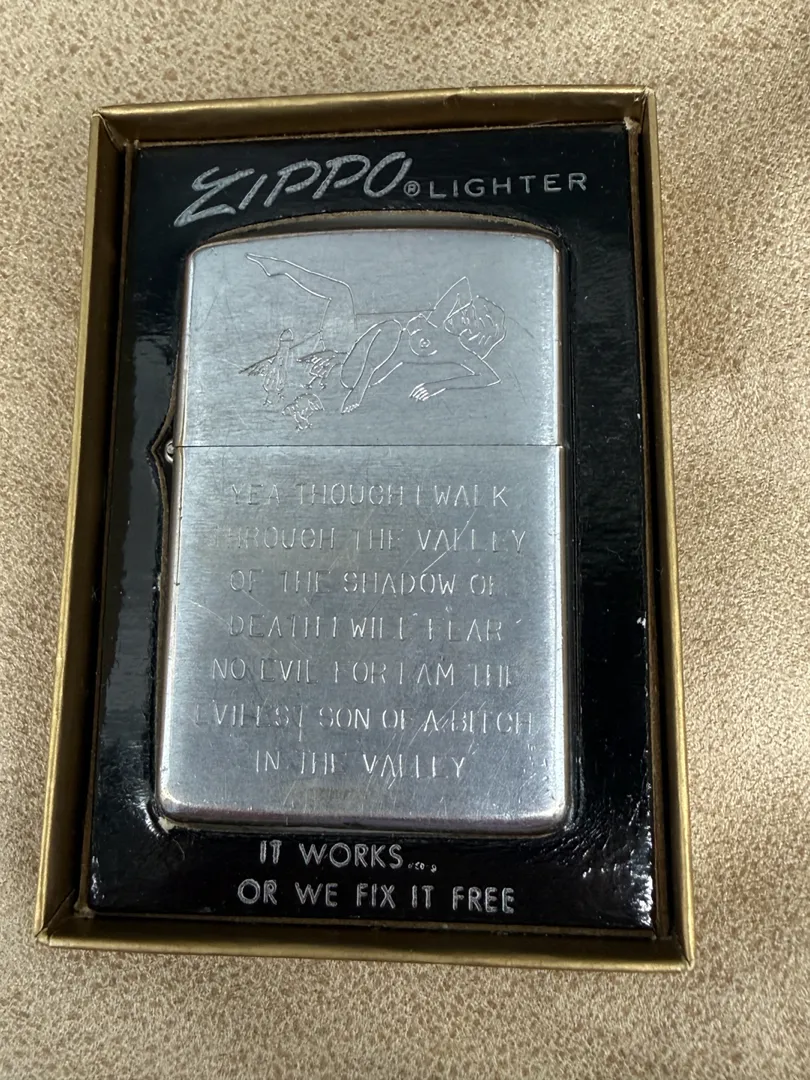 ZIPPO® LIGHTER
YEA THOUGH I WALK
THROUGH THE VALLEY
OF THE SHADOW OF
DEATH I WILL FEAR
NO EVIL FOR I AM THE
EVILEST SON OF A BITCH
IN THE VALLEY
IT WORKS...
OR WE FIX IT FREE